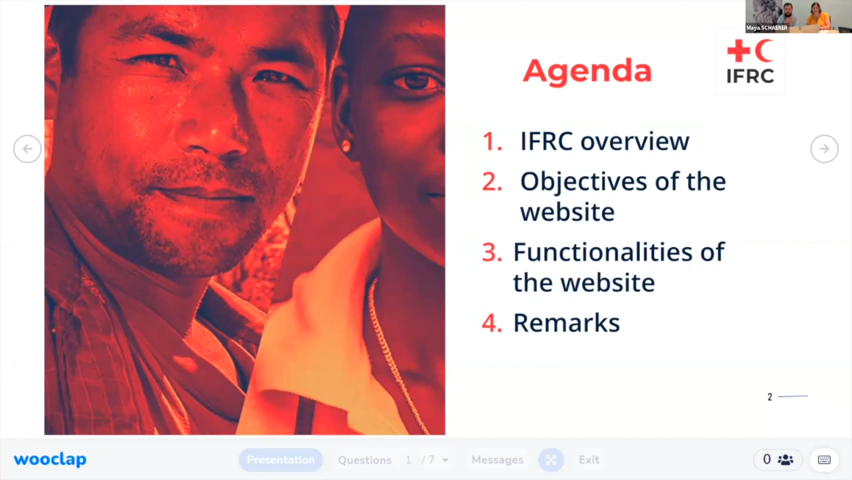 Maya SCHAERER
Agenda
IFRC
1. IFRC overview
2. Objectives of the
website
3. Functionalities of
the website
4. Remarks
2
wooclap
Presentation
Questions 1 / 7
Messages
Exit
0